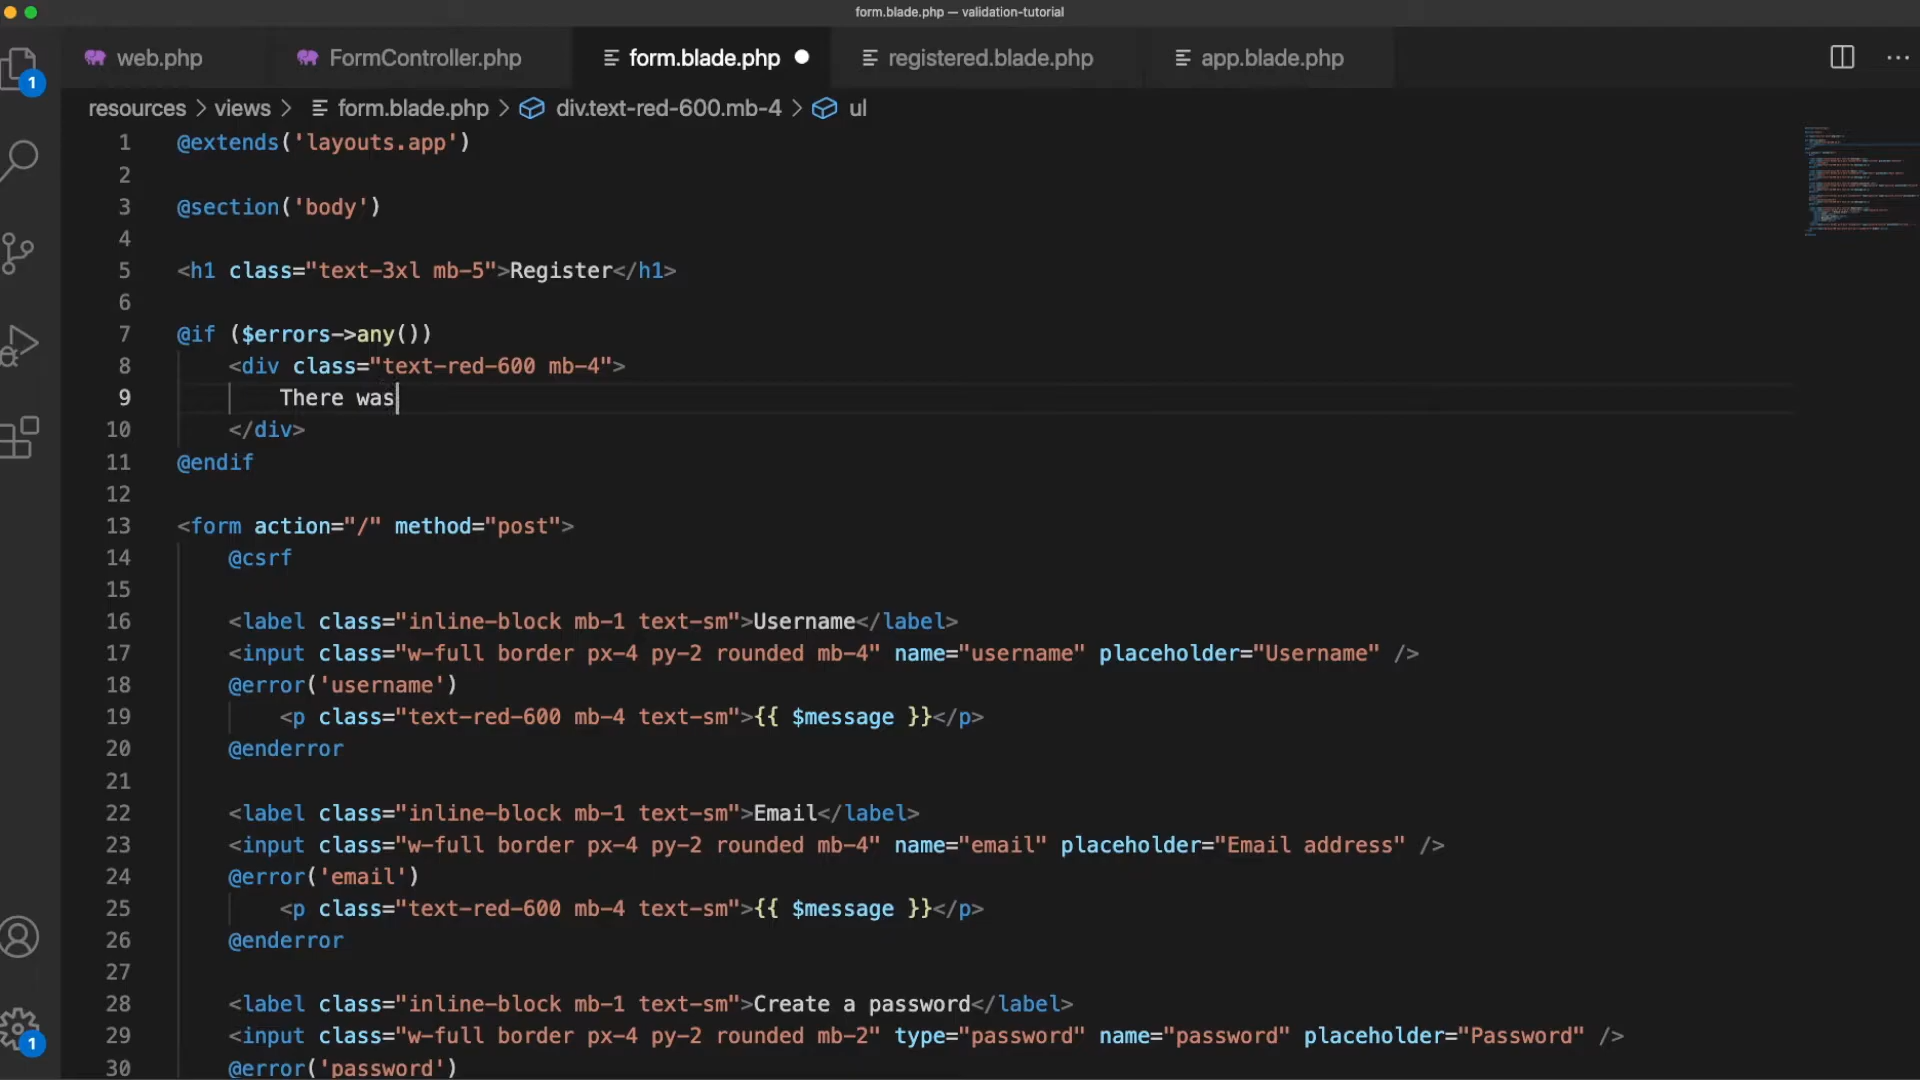 form.blade.php — validation-tutorial
web.php FormController.php form.blade.php registered.blade.php app.blade.php
1
resources > views > form.blade.php > div.text-red-600.mb-4 > ul
1 @extends('layouts.app')
2
3 @section('body')
4
5 <h1 class="text-3xl mb-5">Register</h1>
6
7 @if ($errors->any())
8 <div class="text-red-600 mb-4">
9 There was
10 </div>
11 @endif
12
13 <form action="/" method="post">
14 @csrf
15
16 <label class="inline-block mb-1 text-sm">Username</label>
17 <input class="w-full border px-4 py-2 rounded mb-4" name="username" placeholder="Username" />
18 @error('username')
19 <p class="text-red-600 mb-4 text-sm">{{ $message }}</p>
20 @enderror
21
22 <label class="inline-block mb-1 text-sm">Email</label>
23 <input class="w-full border px-4 py-2 rounded mb-4" name="email" placeholder="Email address" />
24 @error('email')
25 <p class="text-red-600 mb-4 text-sm">{{ $message }}</p>
26 @enderror
27
28 <label class="inline-block mb-1 text-sm">Create a password</label>
29 <input class="w-full border px-4 py-2 rounded mb-2" type="password" name="password" placeholder="Password" />
30 @error('password')
1